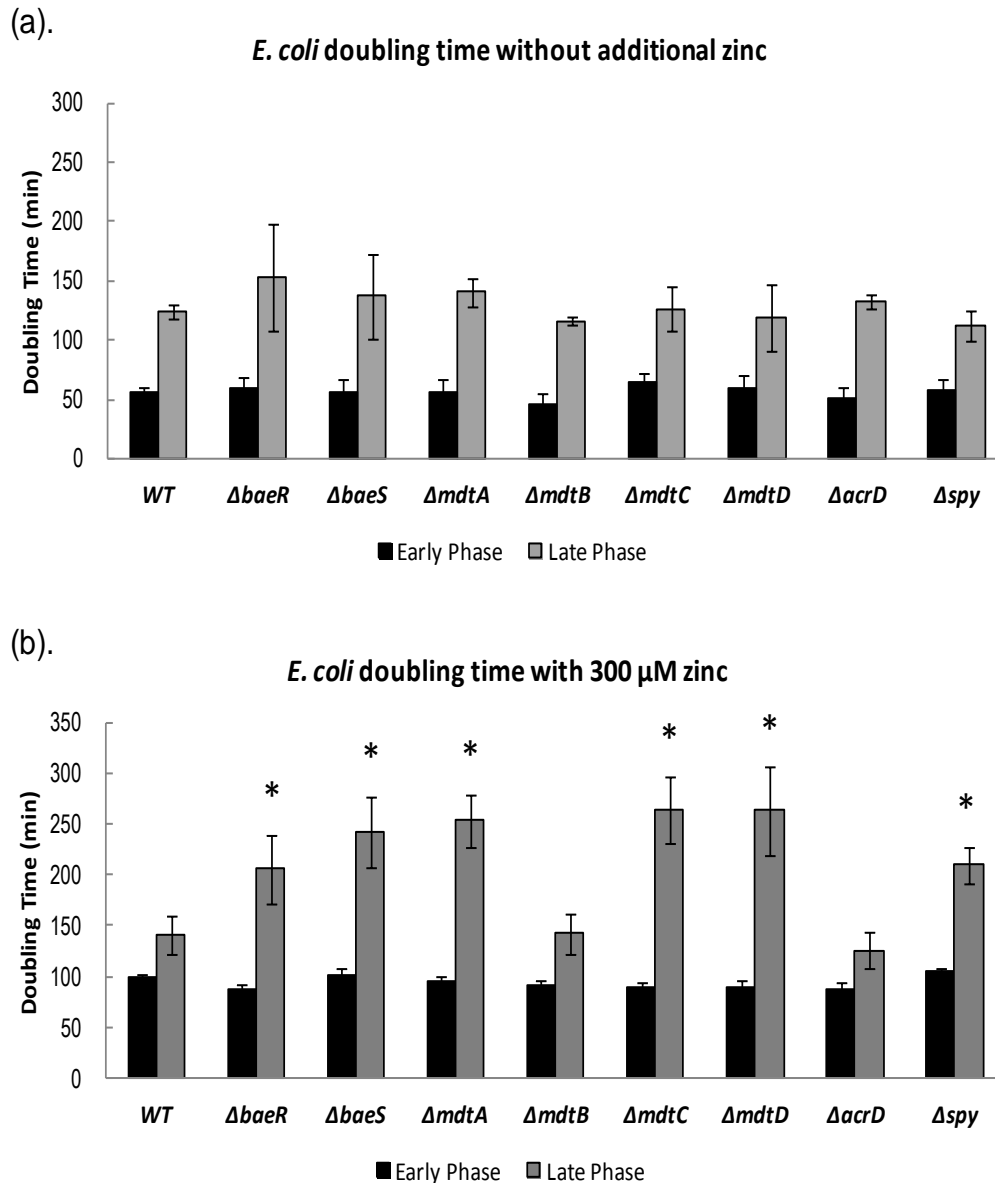 (a).
E. coli doubling time without additional zinc
300
250
200
150
100
50
0
Doubling Time (min)
WT ΔbaeR ΔbaeS ΔmdtA ΔmdtB ΔmdtC ΔmdtD ΔacrD Δspy
Early Phase Late Phase
(b).
E. coli doubling time with 300 µM zinc
350
300
250
200
150
100
50
0
Doubling Time (min)
* * * * * *
WT ΔbaeR ΔbaeS ΔmdtA ΔmdtB ΔmdtC ΔmdtD ΔacrD Δspy
Early Phase Late Phase